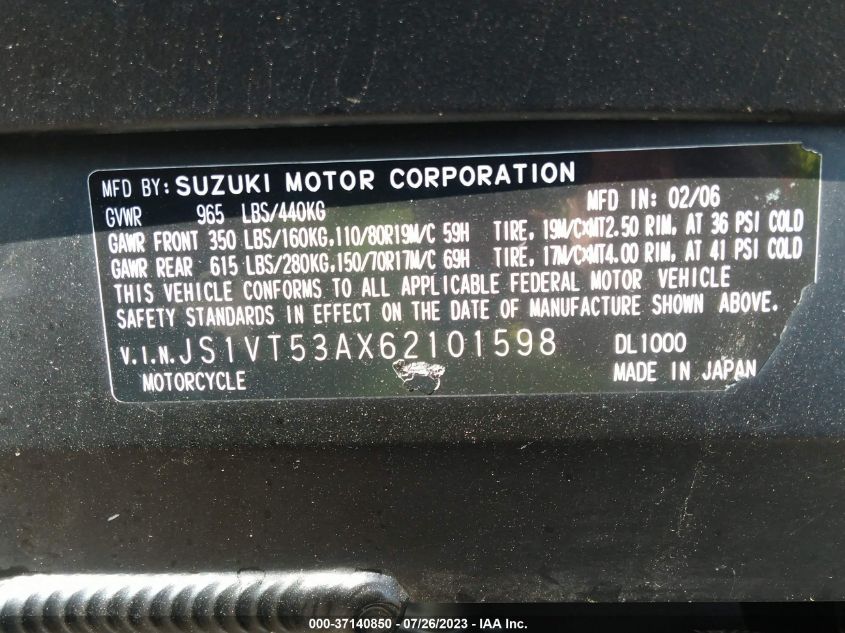 MFD BY: SUZUKI MOTOR CORPORATION
MFD IN: 02/06
GVWR 965 LBS/440KG
GAWR FRONT 350 LBS/160KG,110/80R19M/C 59H TIRE, 19M/C×MT2.50 RIM, AT 36 PSI COLD
GAWR REAR 615 LBS/280KG,150/70R17M/C 69H TIRE, 17M/C×MT4.00 RIM, AT 41 PSI COLD
THIS VEHICLE CONFORMS TO ALL APPLICABLE FEDERAL MOTOR VEHICLE
SAFETY STANDARDS IN EFFECT ON THE DATE OF MANUFACTURE SHOWN ABOVE.
V.I.N. JS1VT53AX62101598 DL1000
MOTORCYCLE MADE IN JAPAN
000-37140850 / 07/26/2023 - IAA Inc.